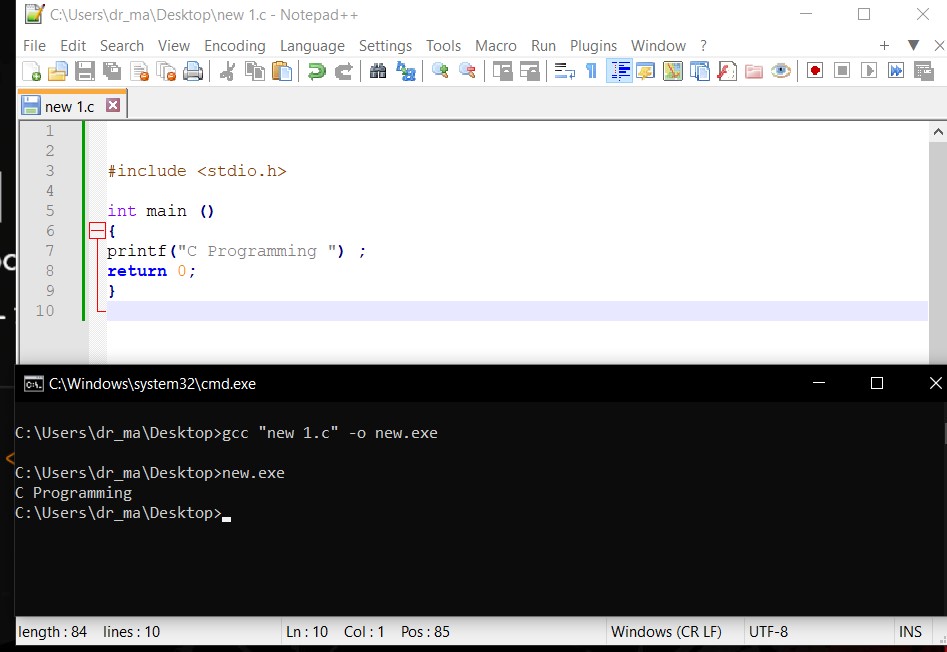 C:\Users\dr_ma\Desktop\new 1.c - Notepad++
File Edit Search View Encoding Language Settings Tools Macro Run Plugins Window ?
new 1.c
1
2
3 #include <stdio.h>
4
5 int main ()
6 {
7 printf("C Programming ") ;
8 return 0;
9 }
10
C:\Windows\system32\cmd.exe
C:\Users\dr_ma\Desktop>gcc "new 1.c" -o new.exe
C:\Users\dr_ma\Desktop>new.exe
C Programming
C:\Users\dr_ma\Desktop>
length : 84 lines : 10 Ln : 10 Col : 1 Pos : 85 Windows (CR LF) UTF-8 INS